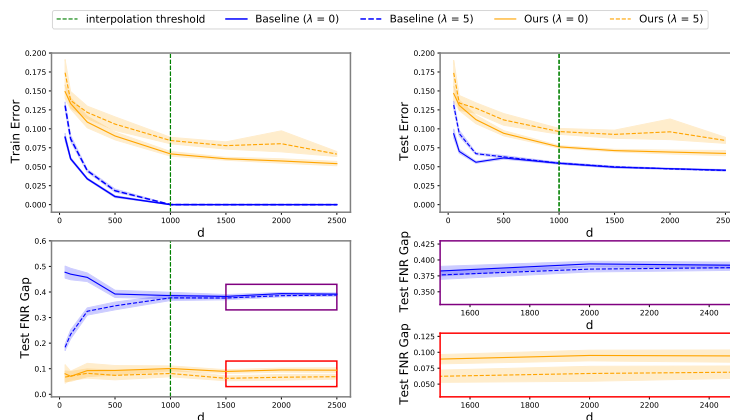 interpolation threshold Baseline (λ = 0) Baseline (λ = 5) Ours (λ = 0) Ours (λ = 5)
Train Error
0.200
0.175
0.150
0.125
0.100
0.075
0.050
0.025
0.000
0 500 1000 1500 2000 2500
d
Test Error
0.200
0.175
0.150
0.125
0.100
0.075
0.050
0.025
0.000
0 500 1000 1500 2000 2500
d
Test FNR Gap
0.6
0.5
0.4
0.3
0.2
0.1
0.0
0 500 1000 1500 2000 2500
d
Test FNR Gap
0.425
0.400
0.375
0.350
1600 1800 2000 2200 2400
d
Test FNR Gap
0.125
0.100
0.075
0.050
1600 1800 2000 2200 2400
d